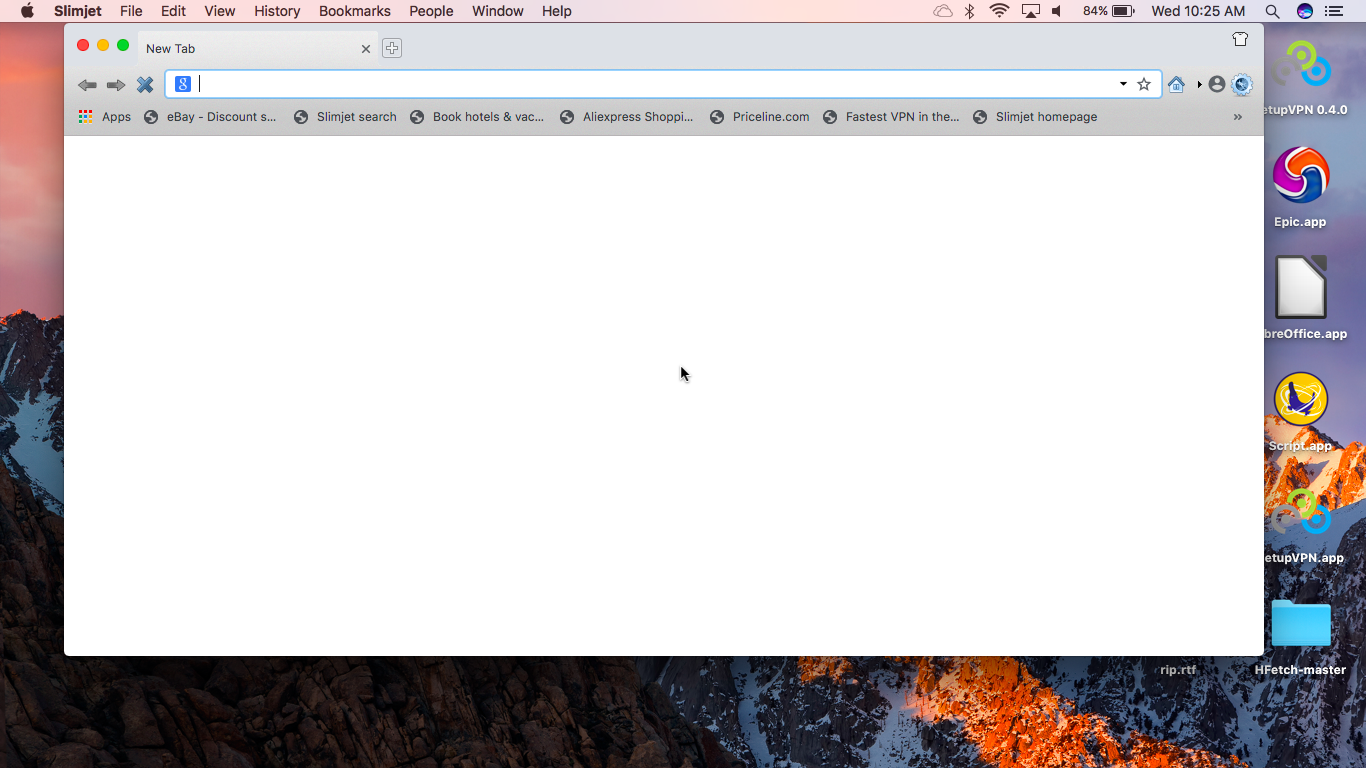 Slimjet File Edit View History Bookmarks People Window Help 84% Wed 10:25 AM
New Tab
Apps eBay - Discount s... Slimjet search Book hotels & vac... Aliexpress Shoppi... Priceline.com Fastest VPN in the... Slimjet homepage »
etupVPN 0.4.0
Epic.app
breOffice.app
Script.app
etupVPN.app
rip.rtf HFetch-master